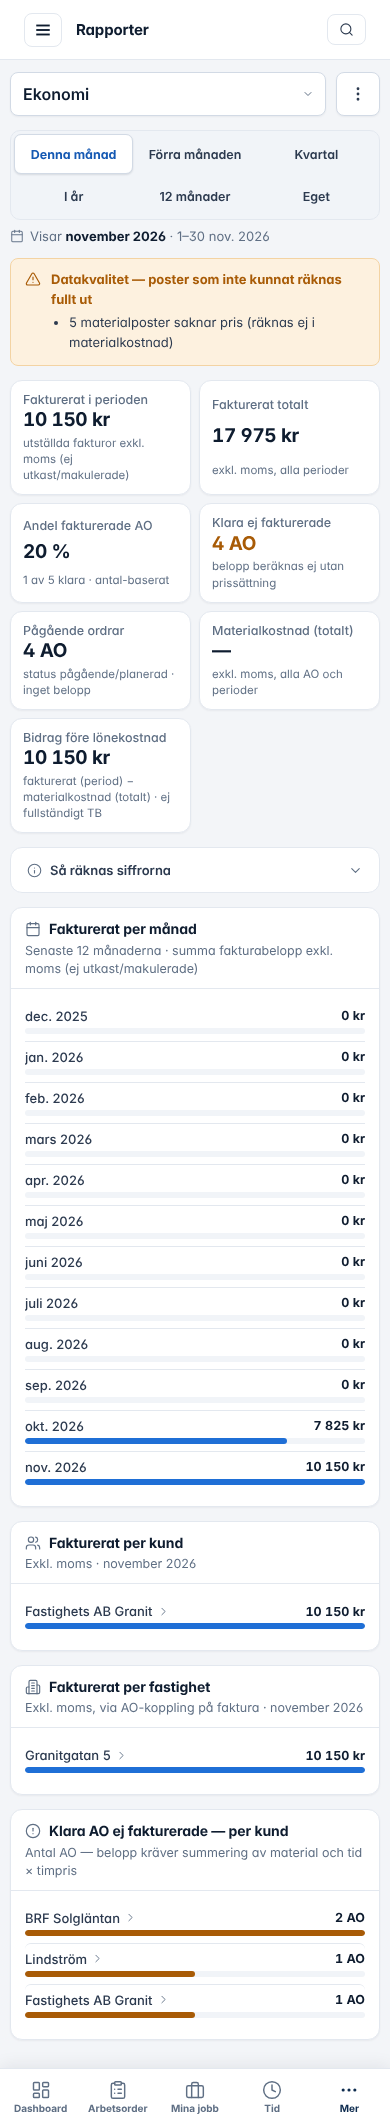 Rapporter
Ekonomi
Denna månad
Förra månaden
Kvartal
I år
12 månader
Eget
Visar november 2026 · 1–30 nov. 2026
Datakvalitet — poster som inte kunnat räknas
fullt ut
• 5 materialposter saknar pris (räknas ej i
materialkostnad)
Fakturerat i perioden
10 150 kr
utställda fakturor exkl.
moms (ej
utkast/makulerade)
Fakturerat totalt
17 975 kr
exkl. moms, alla perioder
Andel fakturerade AO
20 %
1 av 5 klara · antal-baserat
Klara ej fakturerade
4 AO
belopp beräknas ej utan
prissättning
Pågående ordrar
4 AO
status pågående/planerad ·
inget belopp
Materialkostnad (totalt)
—
exkl. moms, alla AO och
perioder
Bidrag före lönekostnad
10 150 kr
fakturerat (period) −
materialkostnad (totalt) · ej
fullständigt TB
Så räknas siffrorna
Fakturerat per månad
Senaste 12 månaderna · summa fakturabelopp exkl.
moms (ej utkast/makulerade)
dec. 2025 0 kr
jan. 2026 0 kr
feb. 2026 0 kr
mars 2026 0 kr
apr. 2026 0 kr
maj 2026 0 kr
juni 2026 0 kr
juli 2026 0 kr
aug. 2026 0 kr
sep. 2026 0 kr
okt. 2026 7 825 kr
nov. 2026 10 150 kr
Fakturerat per kund
Exkl. moms · november 2026
Fastighets AB Granit 10 150 kr
Fakturerat per fastighet
Exkl. moms, via AO-koppling på faktura · november 2026
Granitgatan 5 10 150 kr
Klara AO ej fakturerade — per kund
Antal AO — belopp kräver summering av material och tid
× timpris
BRF Solgläntan 2 AO
Lindström 1 AO
Fastighets AB Granit 1 AO
Dashboard
Arbetsorder
Mina jobb
Tid
Mer